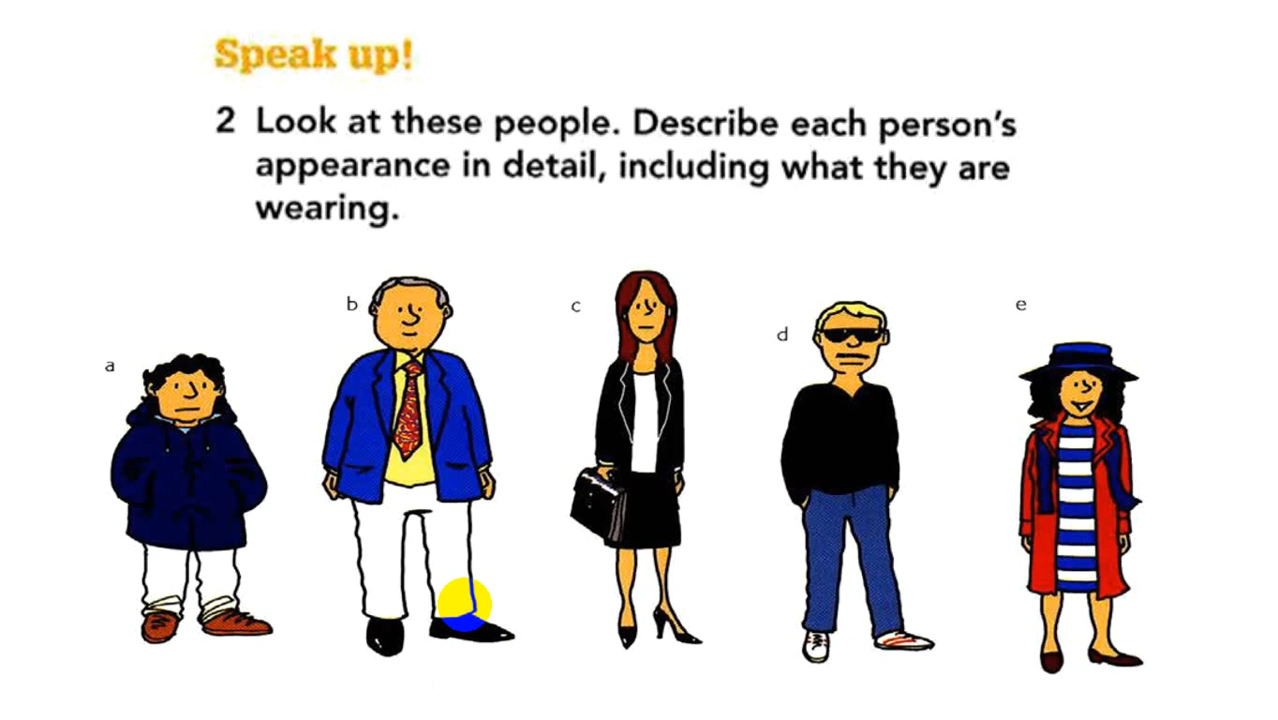 Speak up!
2 Look at these people. Describe each person's
appearance in detail, including what they are
wearing.
a
b
c
d
e